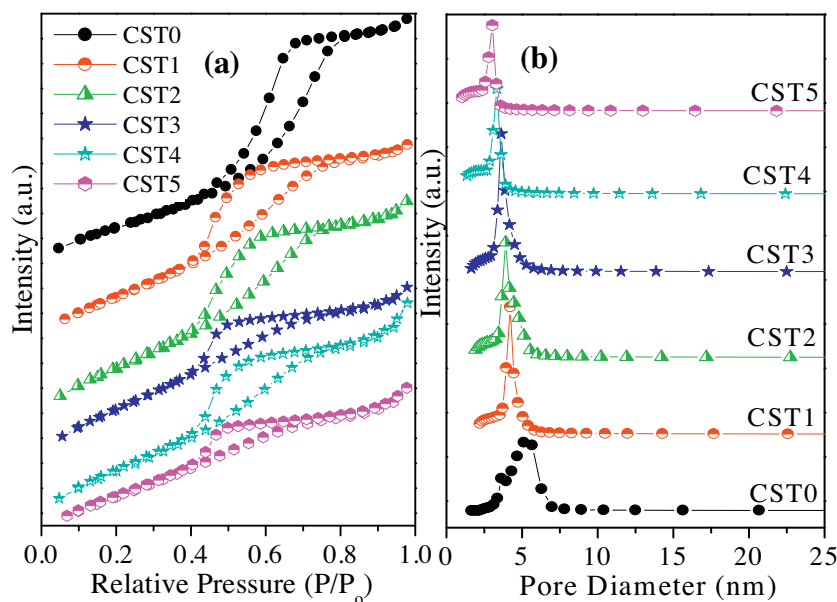 CST0
CST1
CST2
CST3
CST4
CST5
(a)
Intensity (a.u.)
0.0 0.2 0.4 0.6 0.8 1.0
Relative Pressure (P/Po)
(b)
CST5
CST4
CST3
CST2
CST1
CST0
Intensity (a.u.)
0 5 10 15 20 25
Pore Diameter (nm)